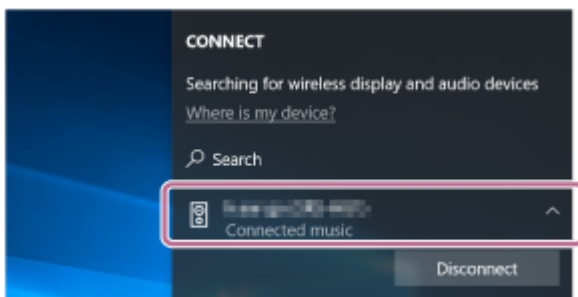 CONNECT
Searching for wireless display and audio devices
Where is my device?
Search
Connected music
Disconnect